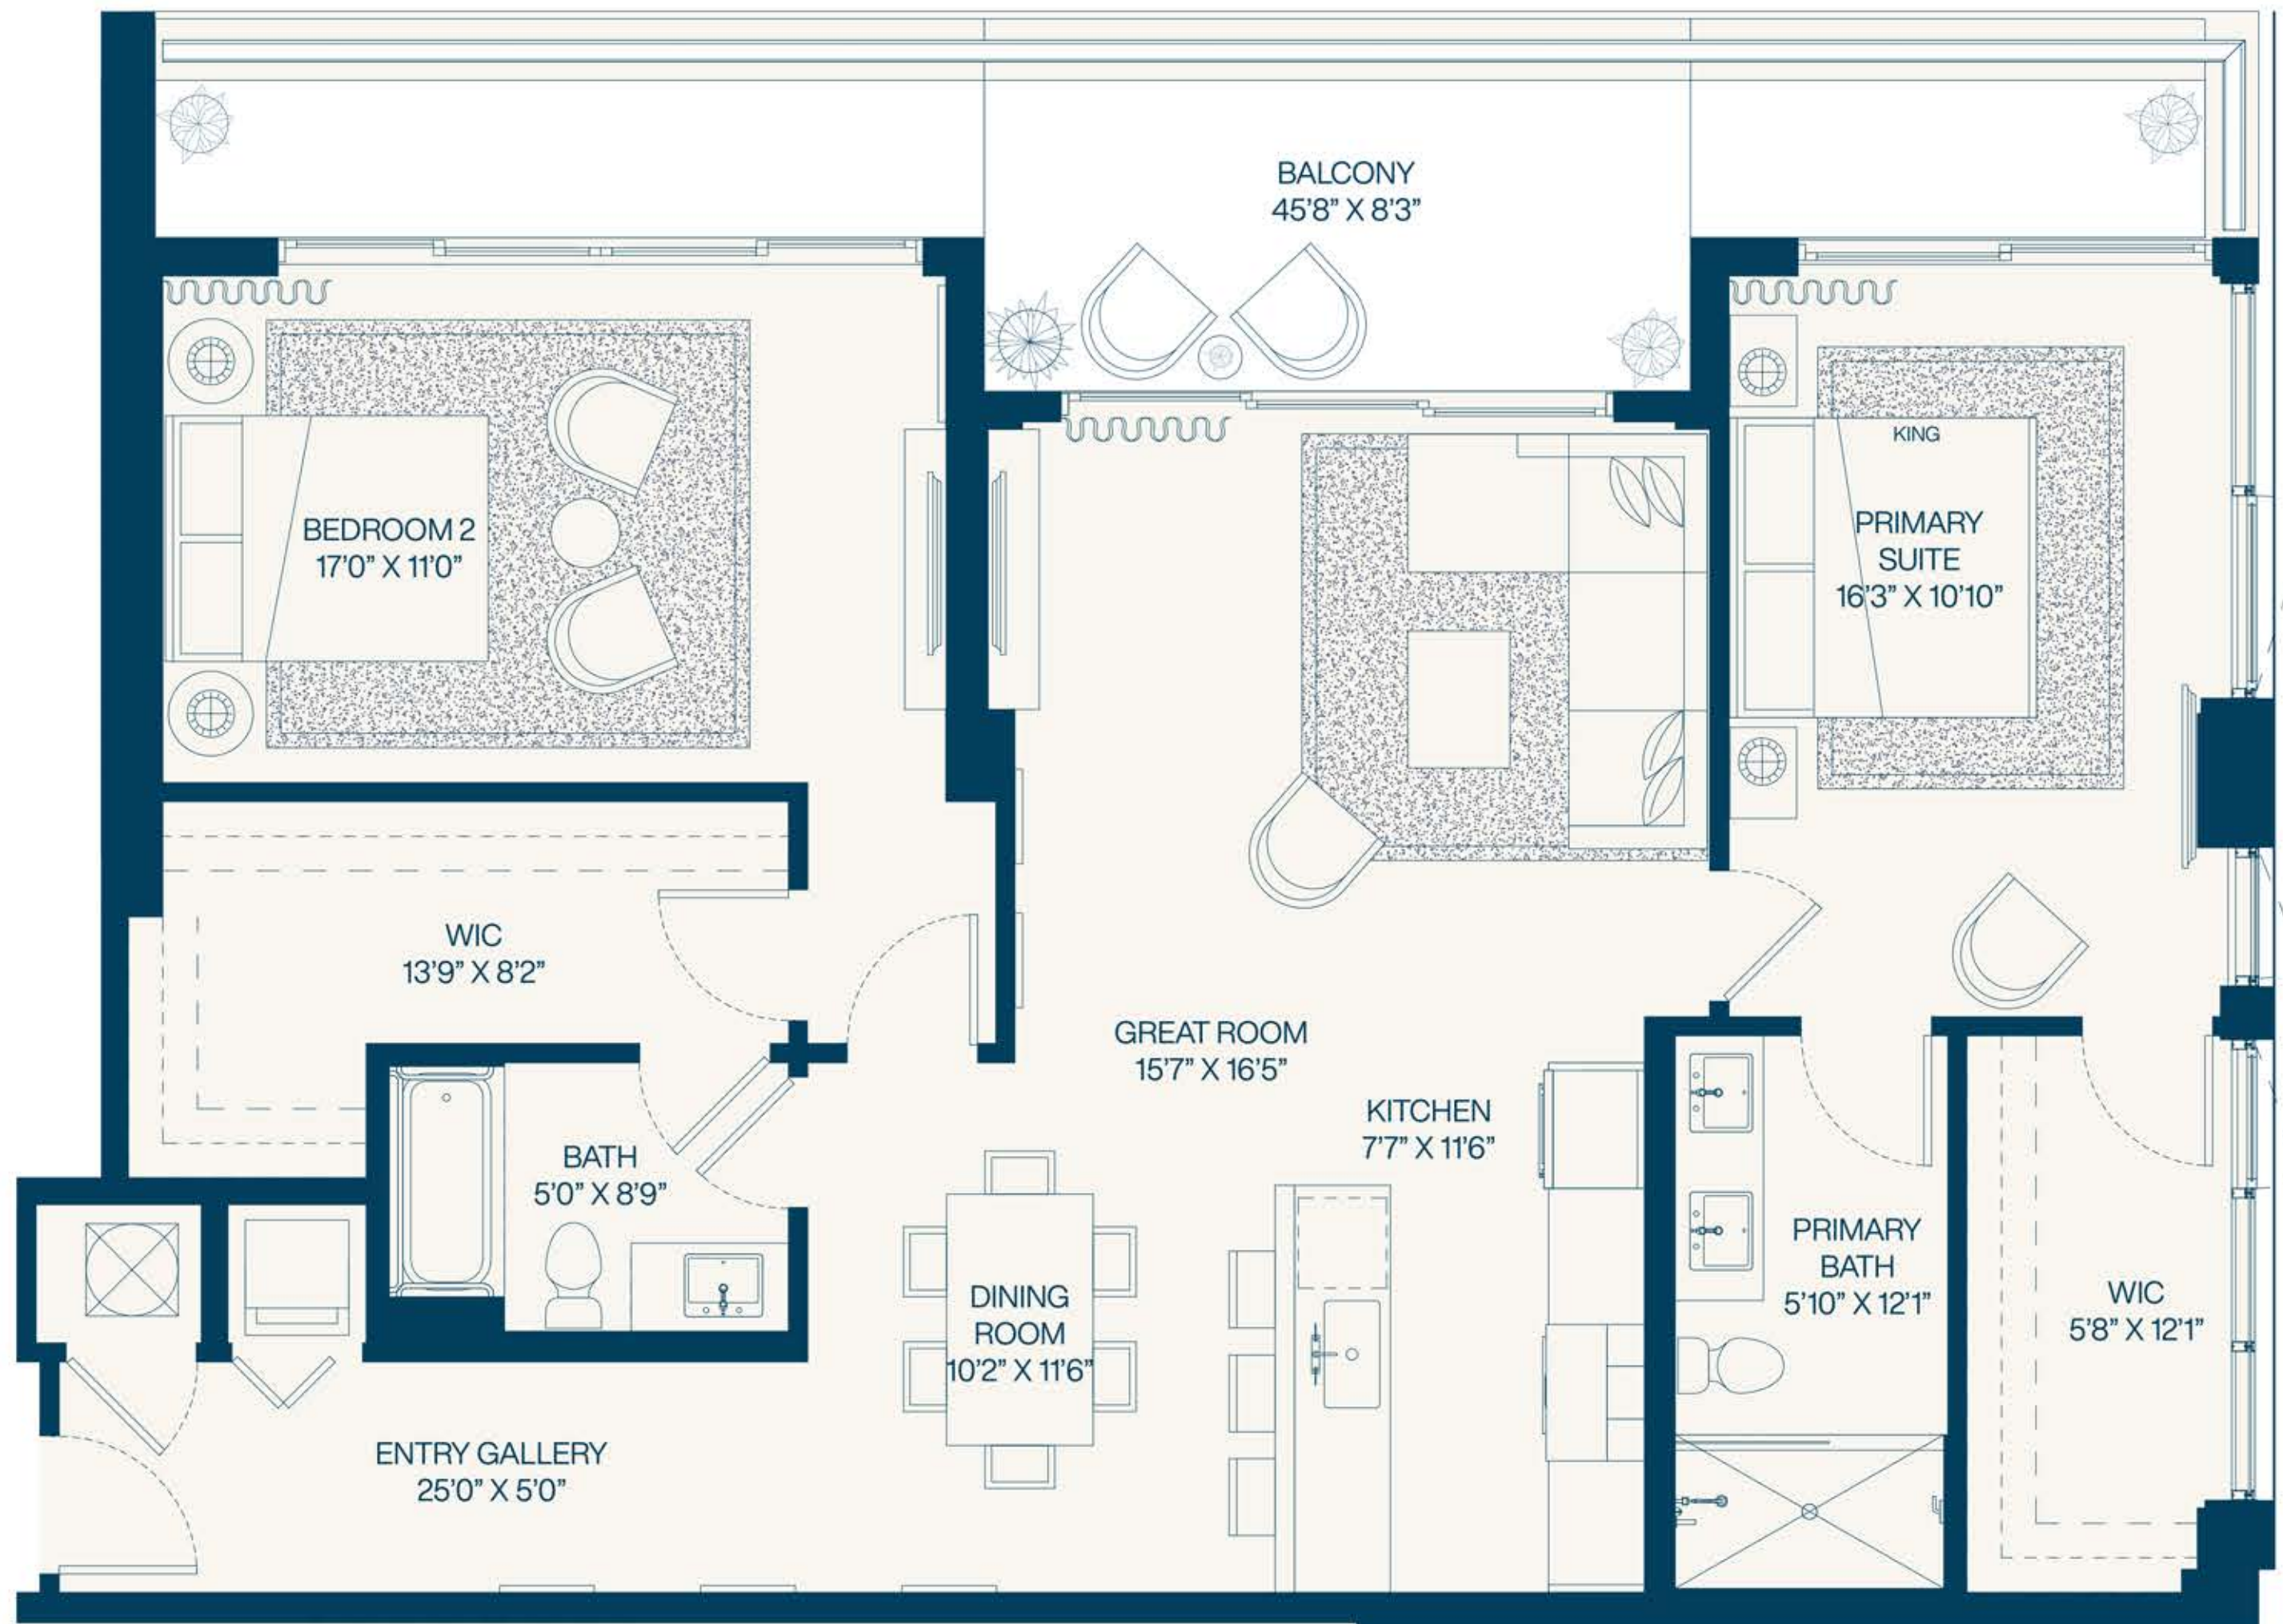 BALCONY
45'8” X 8'3”
KING
BEDROOM 2
17'0” X 11'0”
PRIMARY
SUITE
16'3” X 10'10”
WIC
13'9” X 8'2”
GREAT ROOM
15'7” X 16'5”
KITCHEN
7'7” X 11'6”
BATH
5'0” X 8'9”
PRIMARY
BATH
5'10” X 12'1”
DINING
ROOM
10'2” X 11'6”
WIC
5'8” X 12'1”
ENTRY GALLERY
25'0” X 5'0”